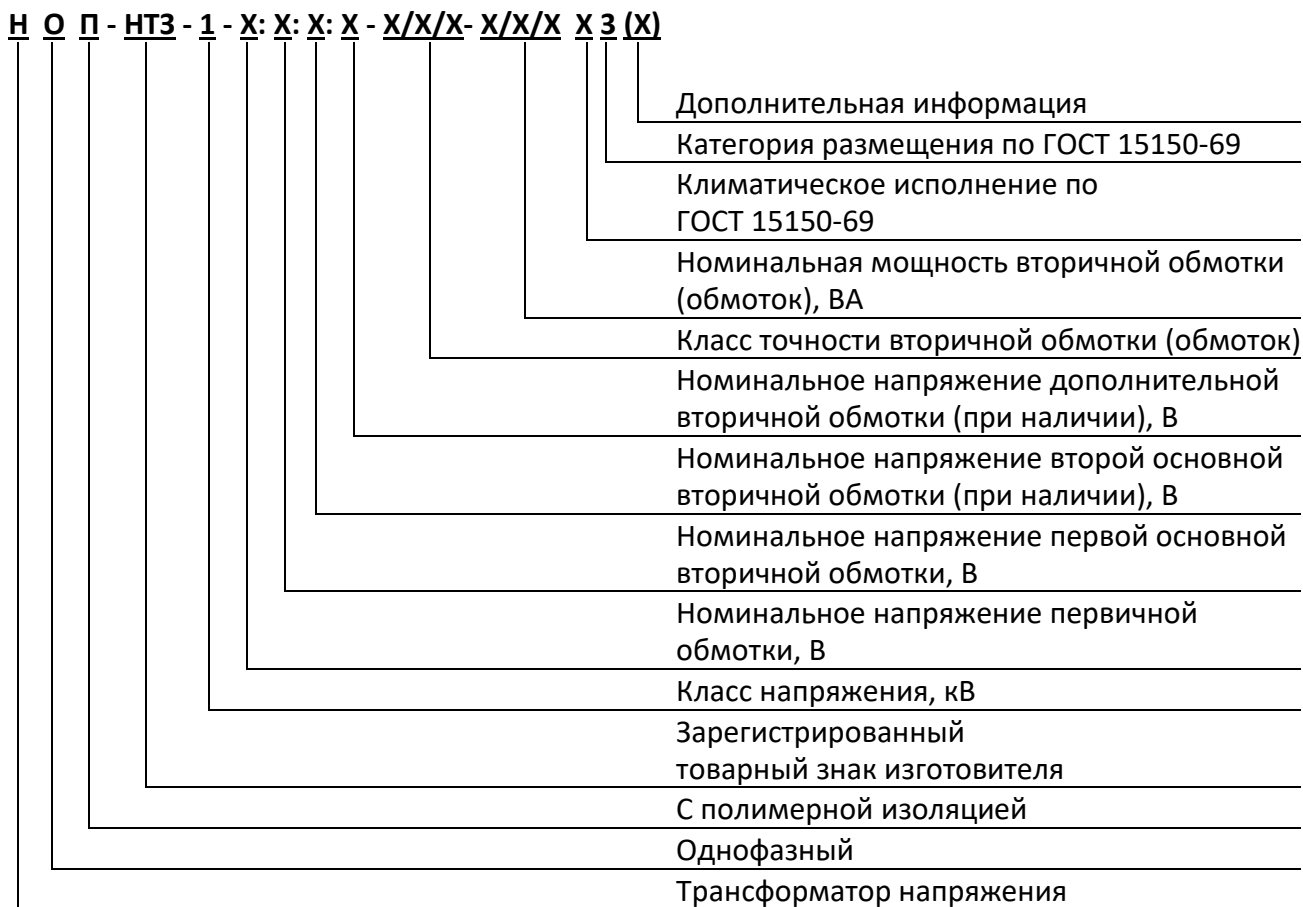 Н О П - НТЗ - 1 - Х: Х: Х: Х - Х/Х/Х- Х/Х/Х Х 3 (Х)
Дополнительная информация
Категория размещения по ГОСТ 15150-69
Климатическое исполнение по
ГОСТ 15150-69
Номинальная мощность вторичной обмотки
(обмоток), ВА
Класс точности вторичной обмотки (обмоток)
Номинальное напряжение дополнительной
вторичной обмотки (при наличии), В
Номинальное напряжение второй основной
вторичной обмотки (при наличии), В
Номинальное напряжение первой основной
вторичной обмотки, В
Номинальное напряжение первичной
обмотки, В
Класс напряжения, кВ
Зарегистрированный
товарный знак изготовителя
С полимерной изоляцией
Однофазный
Трансформатор напряжения